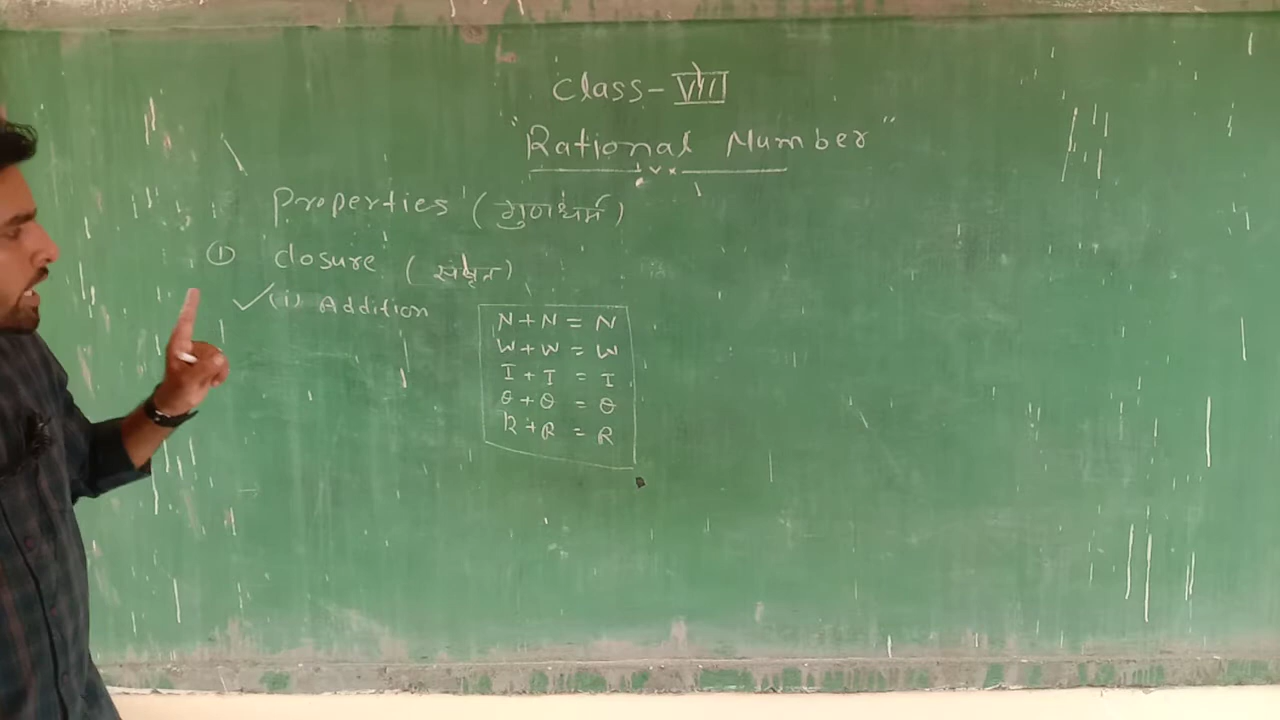 Class-VIII
"Rational Number"
Properties (गुणधर्म)
① Closure (संवृत)
✓(i) Addition
N+N = N
W+W = W
I+I = I
Q+Q = Q
R+R = R